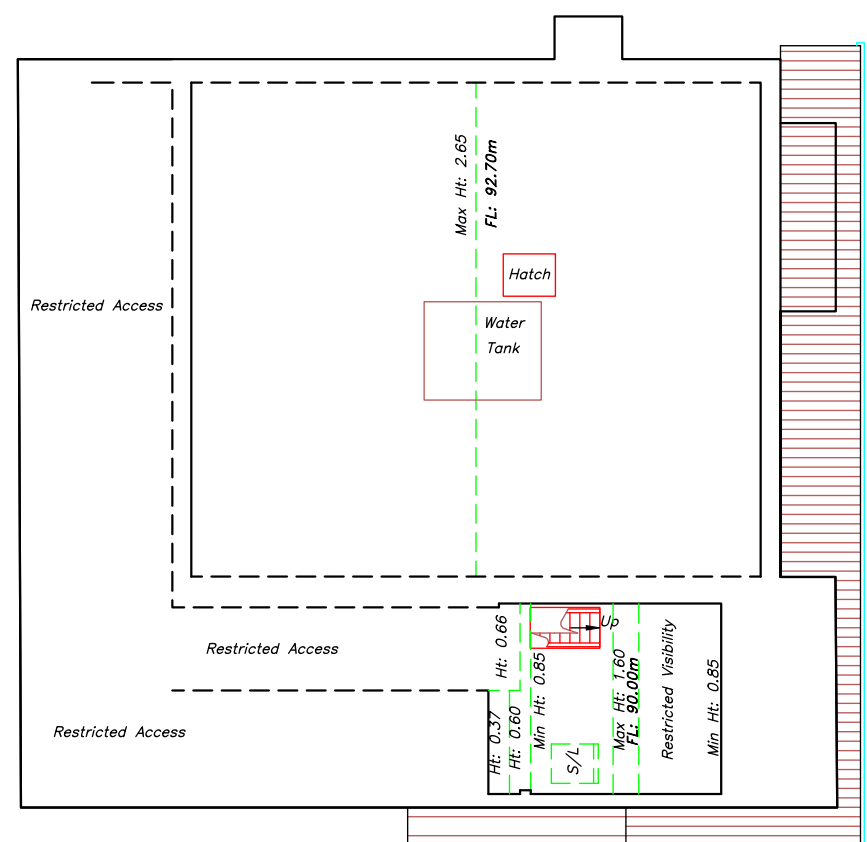 Max Ht: 2.65
FL: 92.70m
Hatch
Restricted Access
Water
Tank
Up
Ht: 0.66
Restricted Access
Restricted Access
Ht: 0.37
Ht: 0.60
Min Ht: 0.85
S/L
Max Ht: 1.60
FL: 90.00m
Restricted Visibility
Min Ht: 0.85